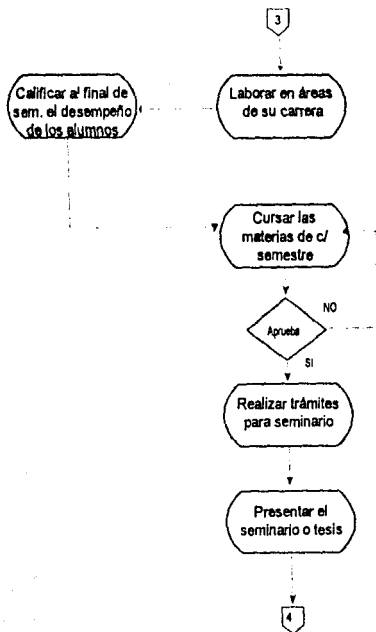 3
Calificar al final de
sem. el desempeño
de los alumnos
Laborar en áreas
de su carrera
Cursar las
materias de c/
semestre
Aprueba
NO
SI
Realizar trámites
para seminario
Presentar el
seminario o tesis
4